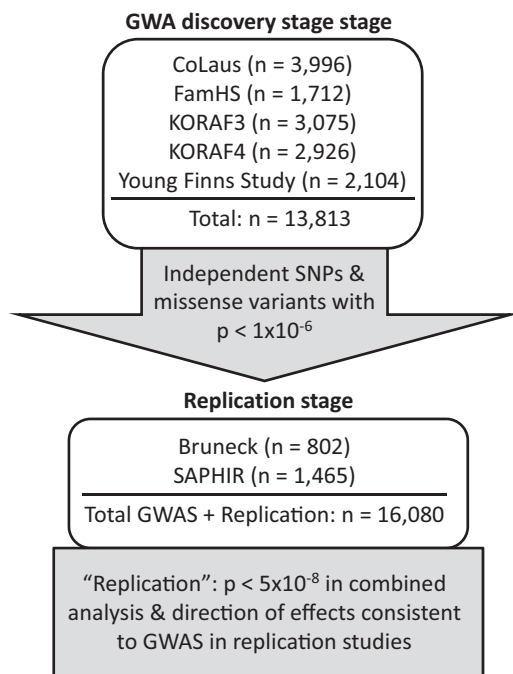 GWA discovery stage stage
CoLaus (n = 3,996)
FamHS (n = 1,712)
KORAF3 (n = 3,075)
KORAF4 (n = 2,926)
Young Finns Study (n = 2,104)
Total: n = 13,813
Independent SNPs &
missense variants with
p < 1x10⁻⁶
Replication stage
Bruneck (n = 802)
SAPHIR (n = 1,465)
Total GWAS + Replication: n = 16,080
“Replication”: p < 5x10⁻⁸ in combined
analysis & direction of effects consistent
to GWAS in replication studies